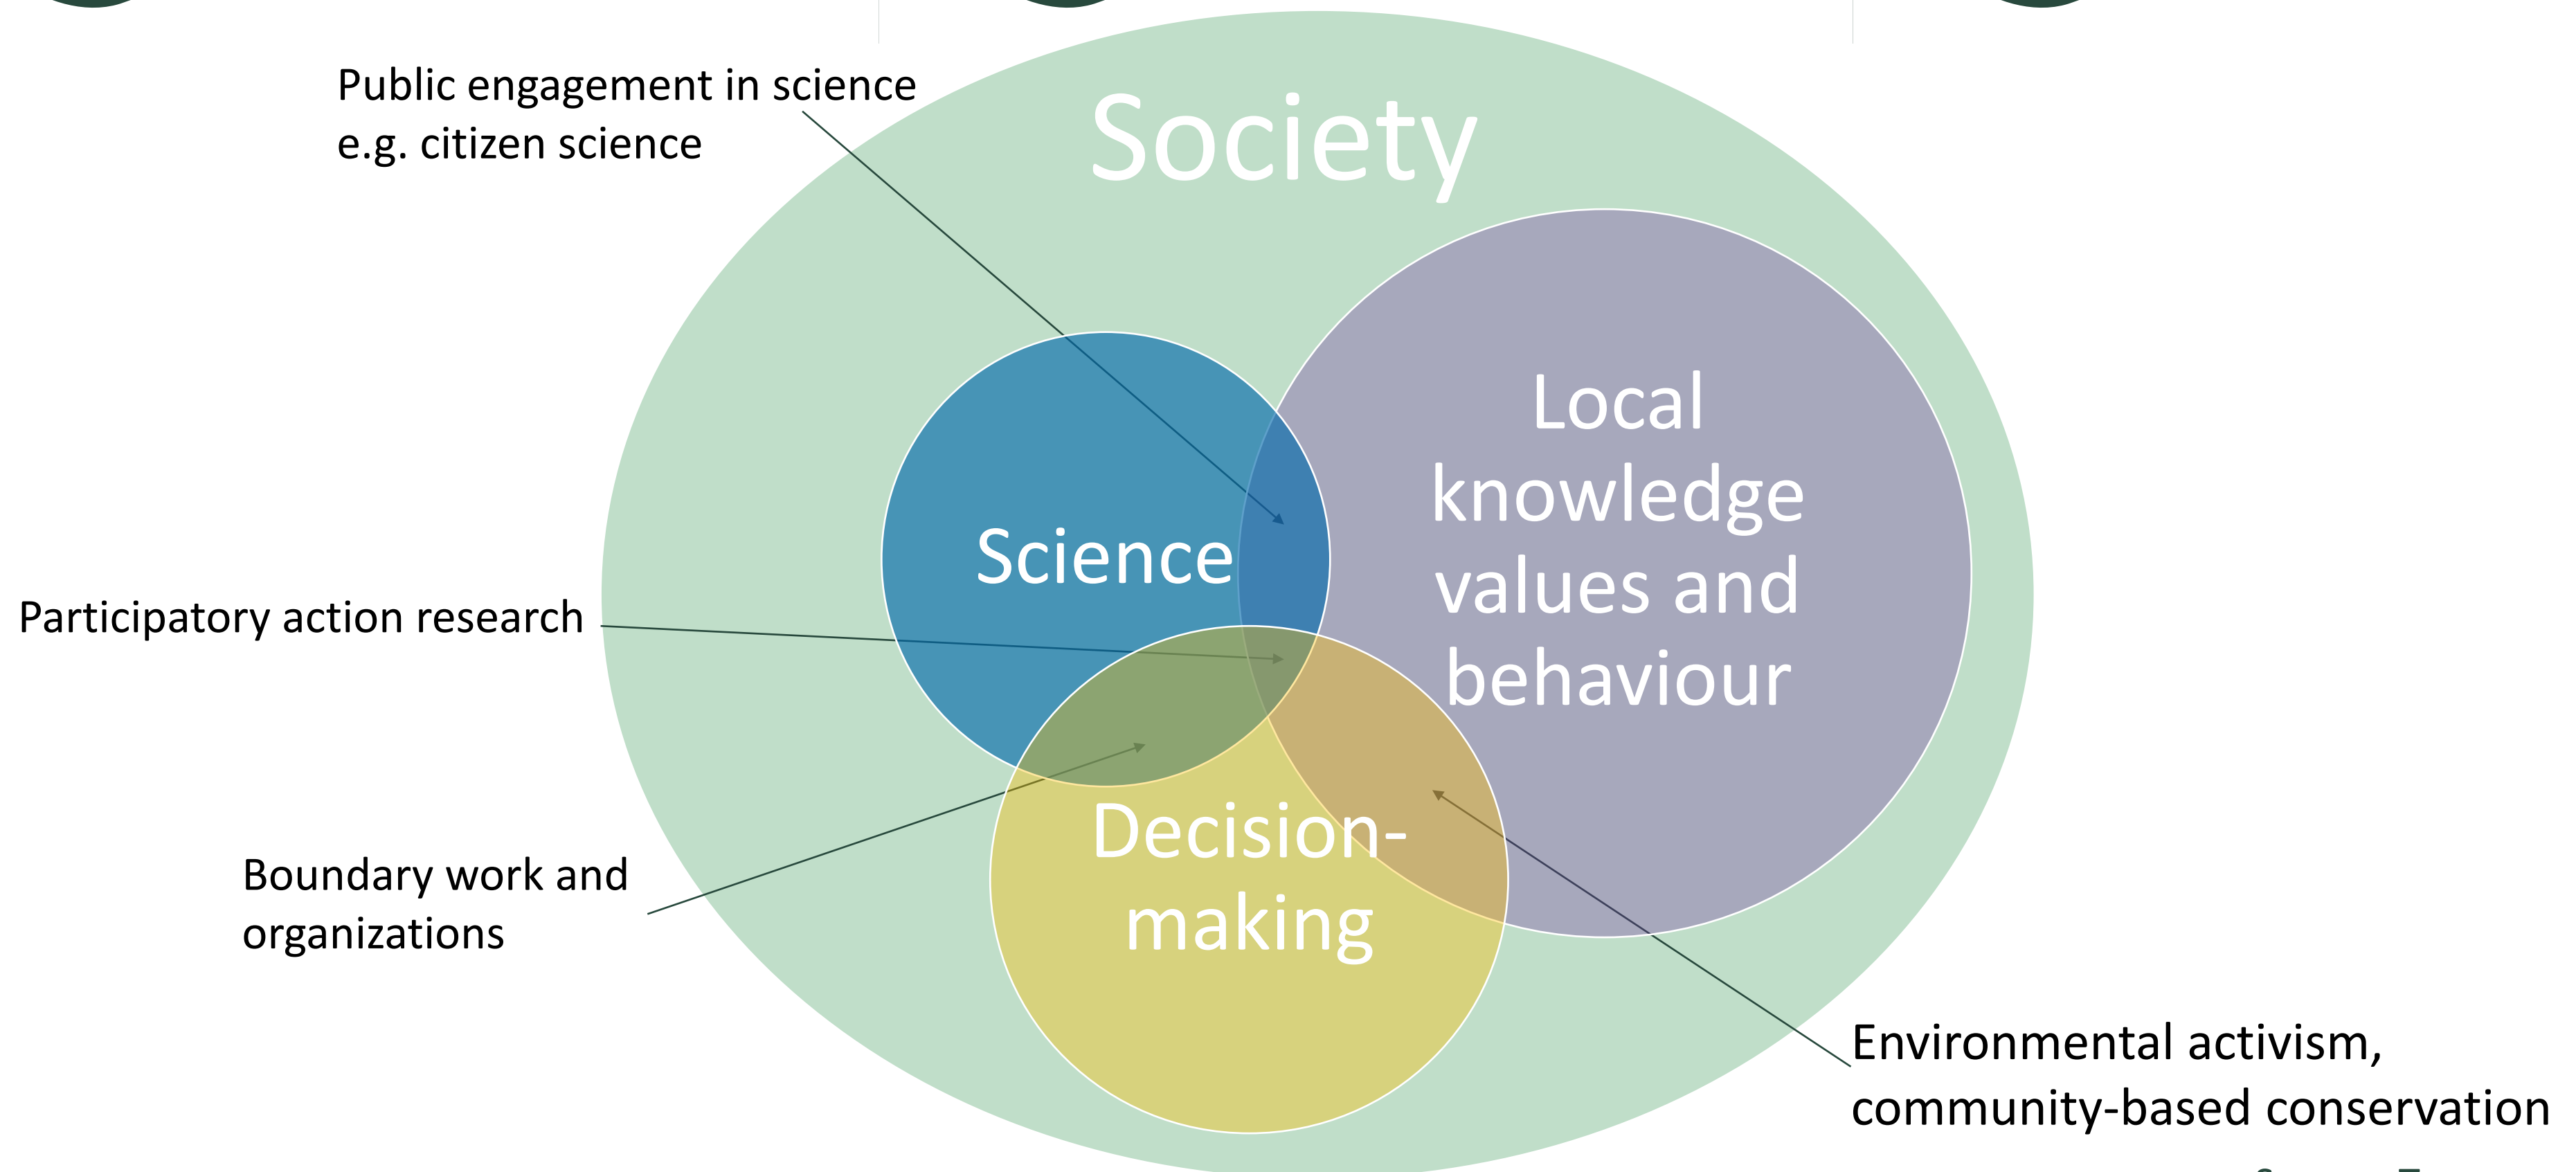 Public engagement in science
e.g. citizen science
Society
Local
knowledge
values and
behaviour
Science
Participatory action research
Decision-
making
Boundary work and
organizations
Environmental activism,
community-based conservation